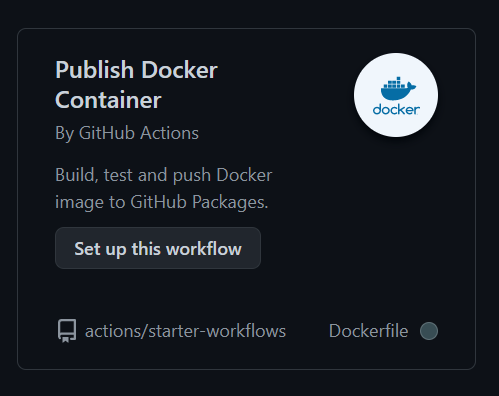 Publish Docker
Container
By GitHub Actions
docker
Build, test and push Docker
image to GitHub Packages.
Set up this workflow
actions/starter-workflows
Dockerfile